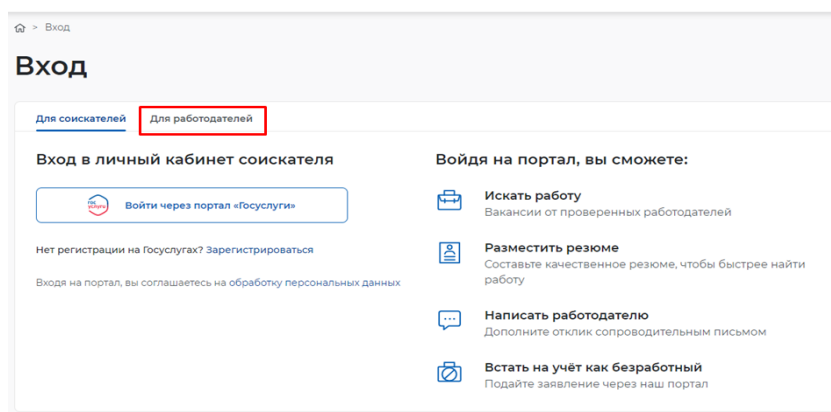 > Вход
Вход
Для соискателей Для работодателей
Вход в личный кабинет соискателя
гос
услуги Войти через портал «Госуслуги»
Нет регистрации на Госуслугах? Зарегистрироваться
Входя на портал, вы соглашаетесь на обработку персональных данных
Войдя на портал, вы сможете:
Искать работу
Вакансии от проверенных работодателей
Разместить резюме
Составьте качественное резюме, чтобы быстрее найти
работу
Написать работодателю
Дополните отклик сопроводительным письмом
Встать на учёт как безработный
Подайте заявление через наш портал